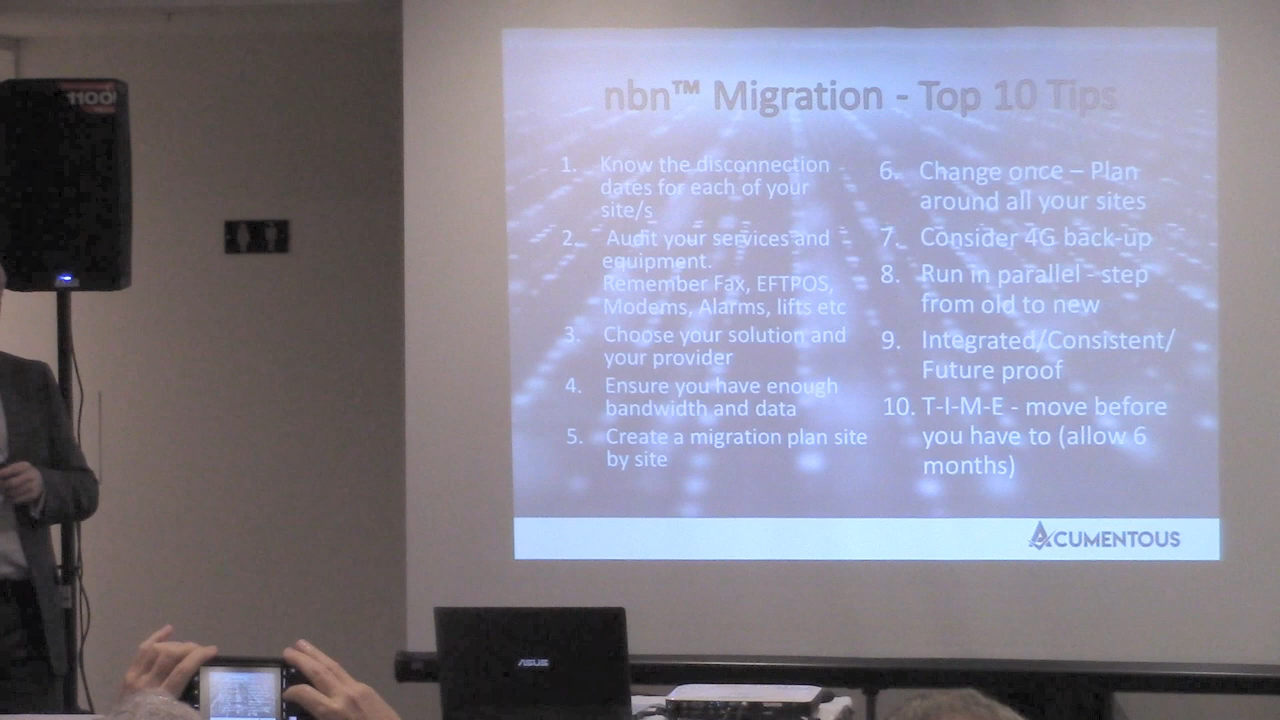 1100
nbn™ Migration - Top 10 Tips
1. Know the disconnection
dates for each of your
site/s
2. Audit your services and
equipment.
Remember Fax, EFTPOS,
Modems, Alarms, lifts etc
3. Choose your solution and
your provider
4. Ensure you have enough
bandwidth and data
5. Create a migration plan site
by site
6. Change once – Plan
around all your sites
7. Consider 4G back-up
8. Run in parallel - step
from old to new
9. Integrated/Consistent/
Future proof
10. T-I-M-E - move before
you have to (allow 6
months)
ACUMENTOUS
ASUS